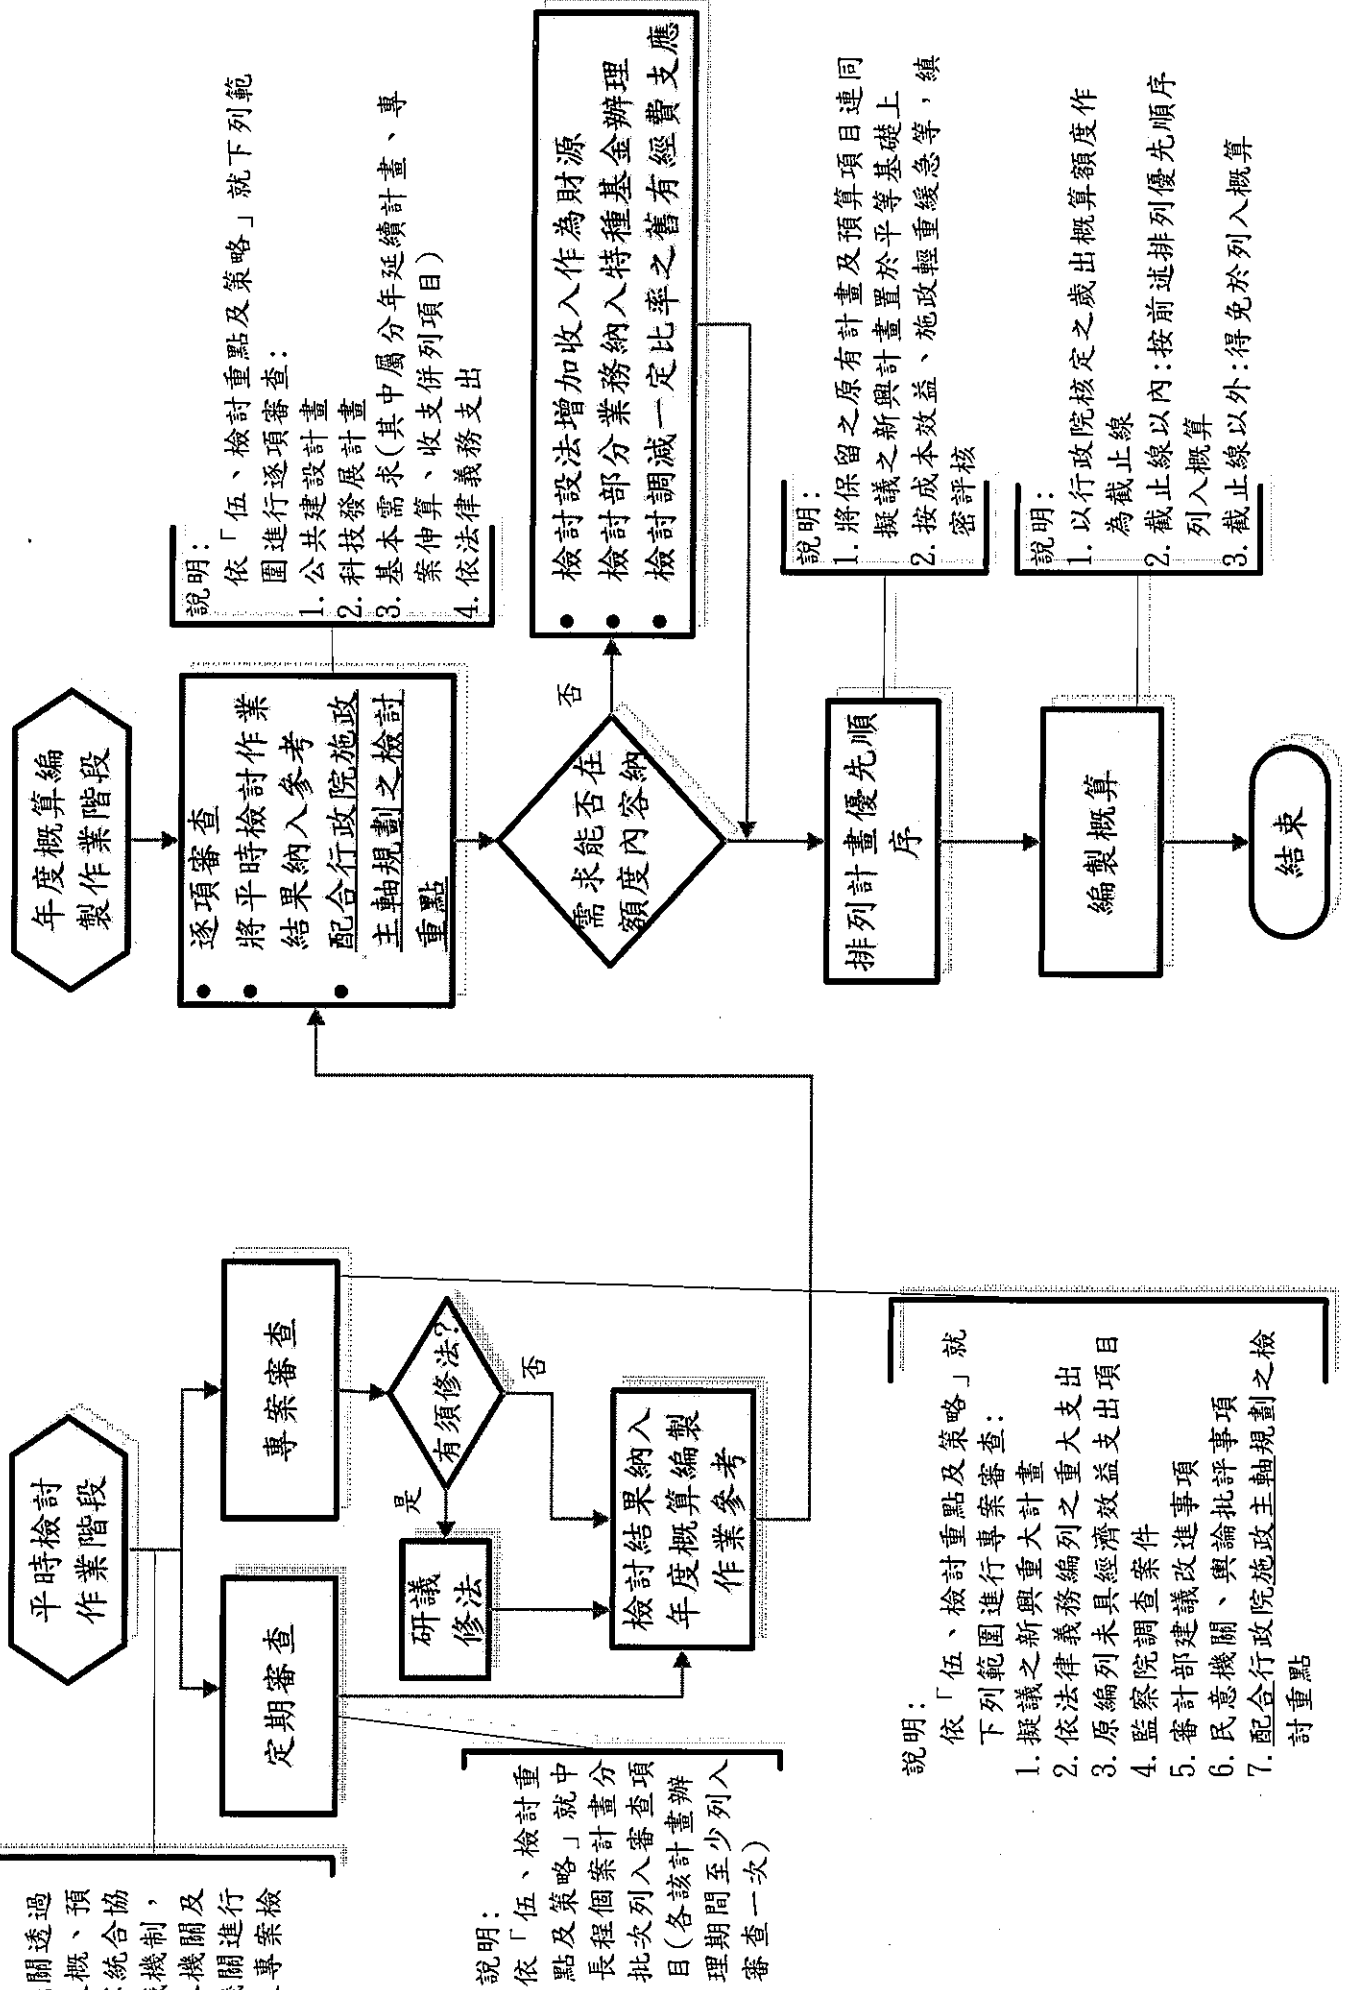 平時檢討
作業階段
關透過
概、預
統合協
機制，
機關及
關進行
專案檢
定期審查
專案審查
說明：
依「伍、檢討重
點及策略」就中
長程個案計畫分
批次列入審查項
目(各該計畫辦
理期間至少列入
審查一次)
有須修法?
是
否
研議
修法
檢討結果納入
年度概算編製
作業參考
說明：
依「伍、檢討重點及策略」就
下列範圍進行專案審查：
1.擬議之新興重大計畫
2.依法律義務編列之重大支出
3.原編列未具經濟效益支出項目
4.監察院調查案件
5.審計部建議改進事項
6.民意機關、輿論批評事項
7.配合行政院施政主軸規劃之檢
討重點
年度概算編
製作業階段
● 逐項審查
● 將平時檢討作業
結果納入參考
● 配合行政院施政
主軸規劃之檢討
重點
說明：
依「伍、檢討重點及策略」就下列範
圍進行逐項審查：
1.公共建設計畫
2.科技發展計畫
3.基本需求(其中屬分年延續計畫、專
案伸算、收支併列項目)
4.依法律義務支出
需求能否在
額度內容納
否
● 檢討設法增加收入作為財源
● 檢討部分業務納入特種基金辦理
● 檢討調減一定比率之舊有經費支應
排列計畫優先順
序
說明：
1.將保留之原有計畫及預算項目連同
擬議之新興計畫置於平等基礎上
2.按成本效益、施政輕重緩急等，縝
密評核
編製概算
說明：
1.以行政院核定之歲出概算額度作
為截止線
2.截止線以內：按前述排列優先順序
列入概算
3.截止線以外：得免於列入概算
結束